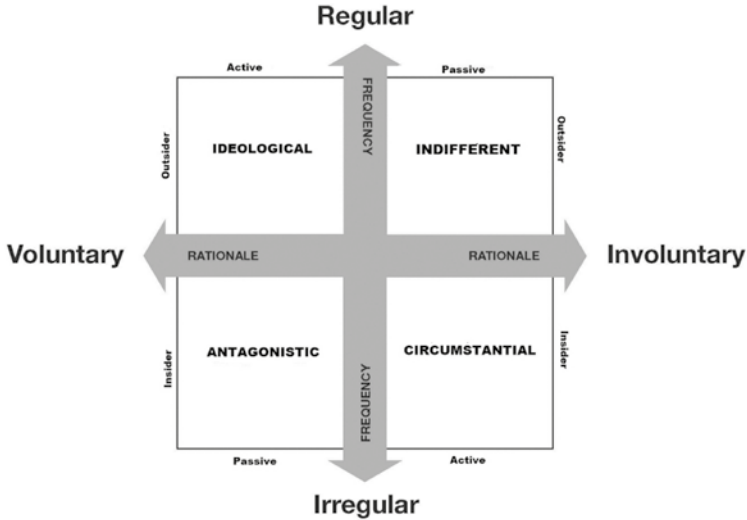 Regular
Active
Passive
FREQUENCY
Outsider
Outsider
IDEOLOGICAL
INDIFFERENT
Voluntary
RATIONALE
RATIONALE
Involuntary
Insider
ANTAGONISTIC
CIRCUMSTANTIAL
Insider
FREQUENCY
Passive
Active
Irregular